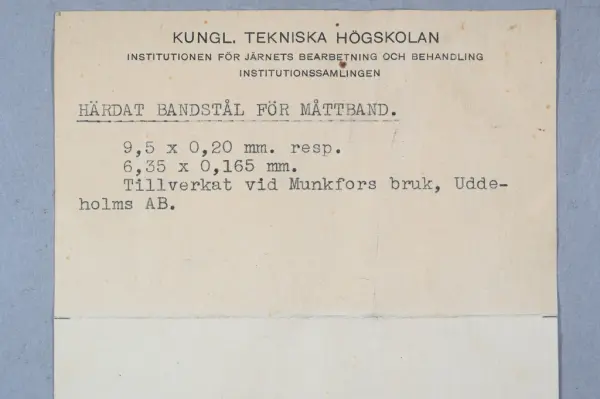 KUNGL. TEKNISKA HÖGSKOLAN
INSTITUTIONEN FÖR JÄRNETS BEARBETNING OCH BEHANDLING
INSTITUTIONSSAMLINGEN
HÄRDAT BANDSTÅL FÖR MÅTTBAND.
9,5 x 0,20 mm. resp.
6,35 x 0,165 mm.
Tillverkat vid Munkfors bruk, Udde-
holms AB.